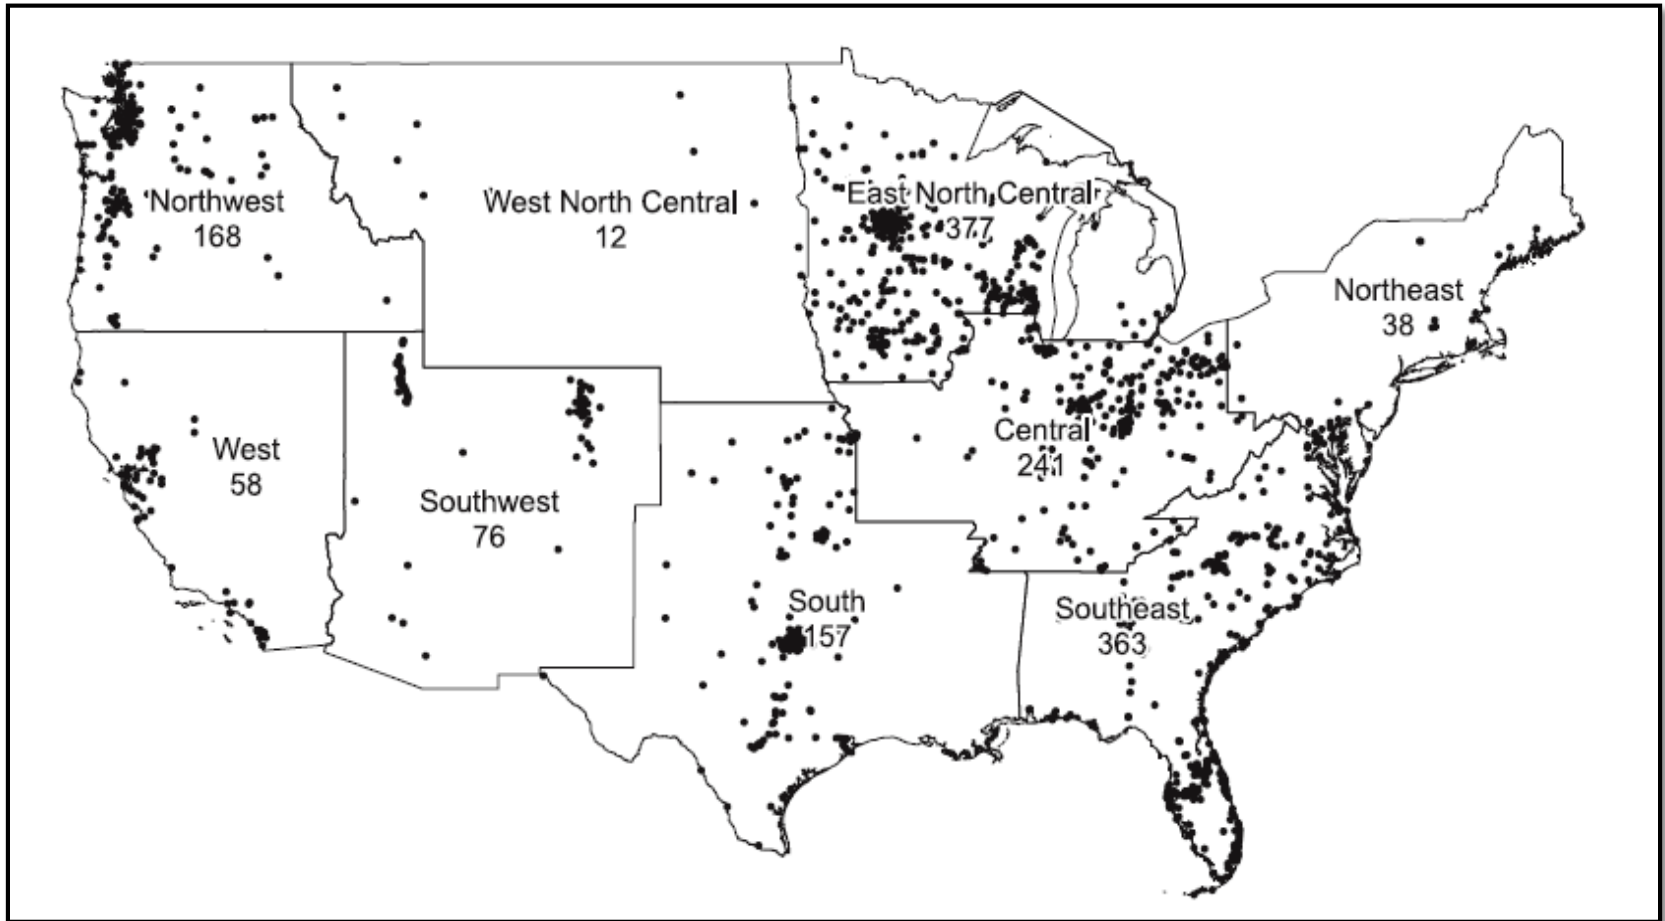 Northwest
168
West North Central
12
East North Central
377
Northeast
38
West
58
Southwest
76
Central
241
South
157
Southeast
363